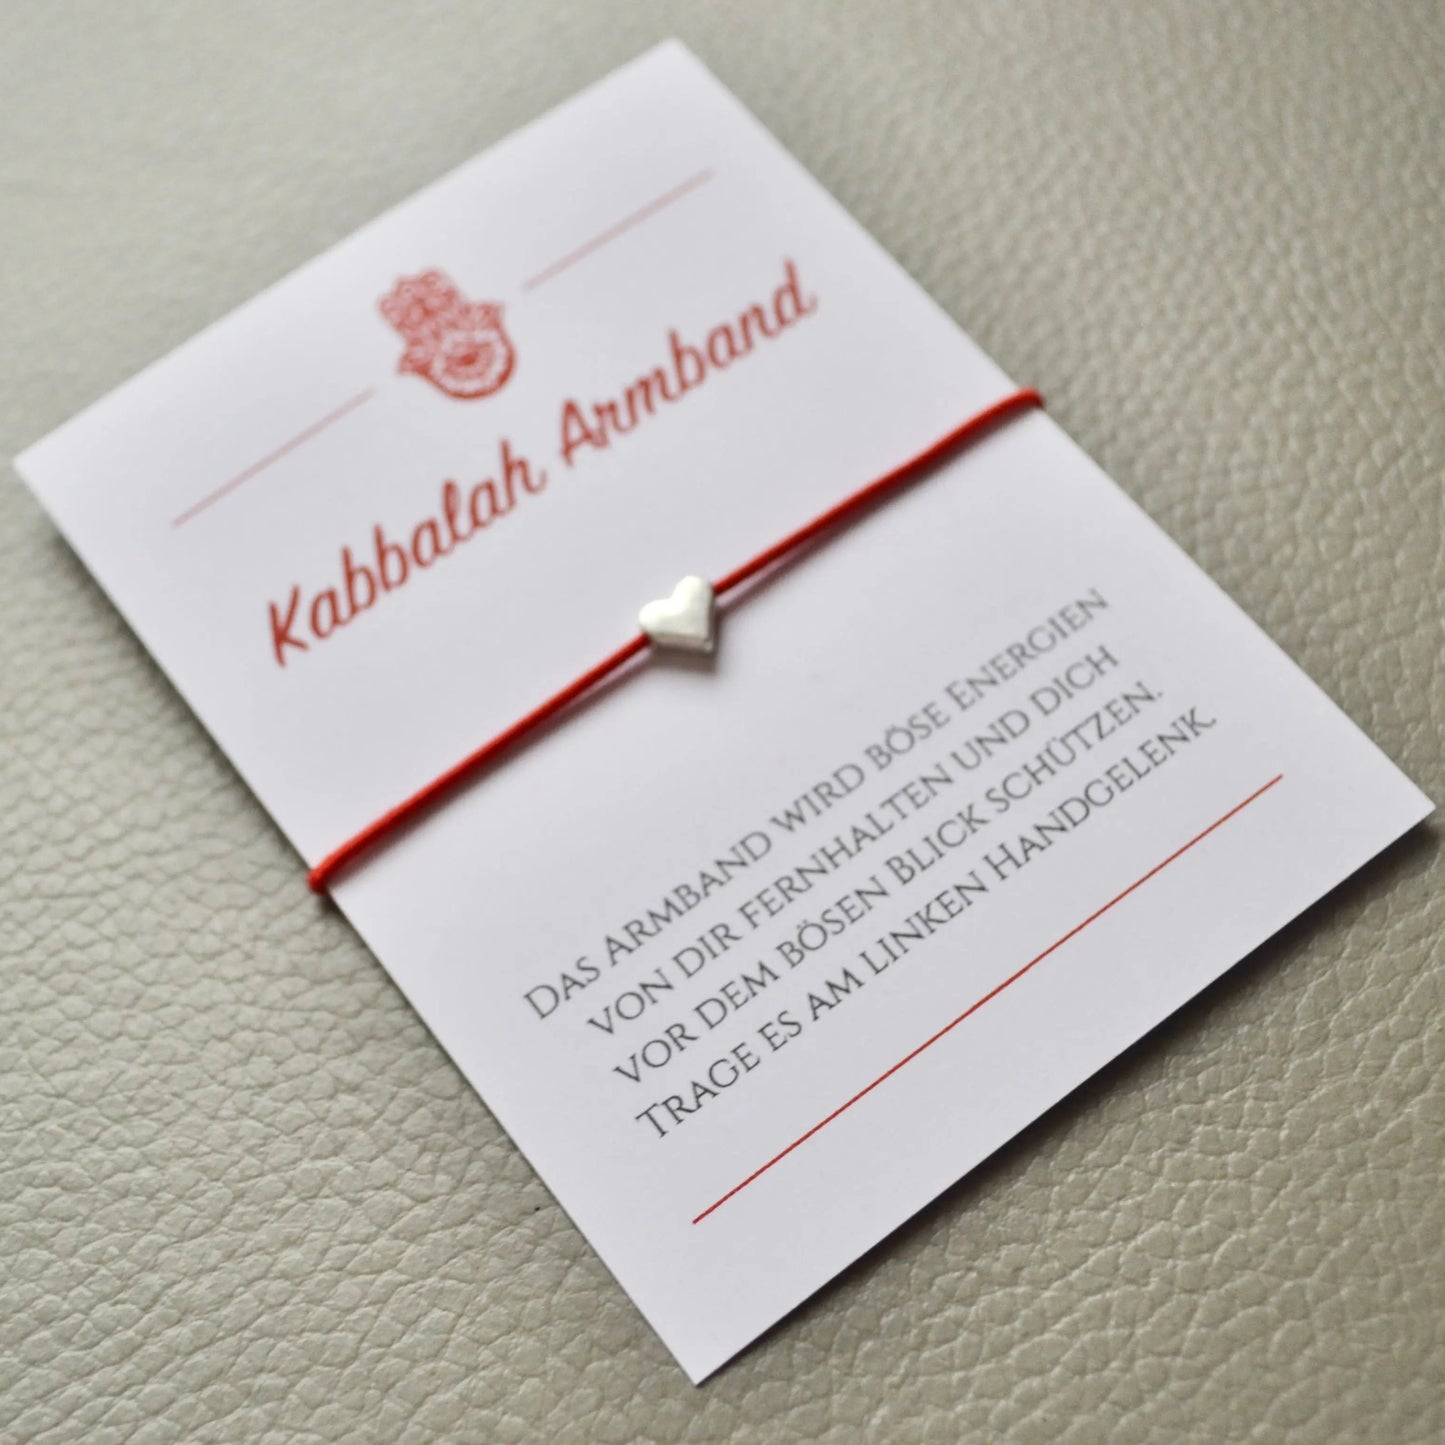 Kabbalah Armband
Das Armband wird böse Energien
von dir fernhalten und dich
vor dem bösen Blick schützen.
Trage es am linken Handgelenk.